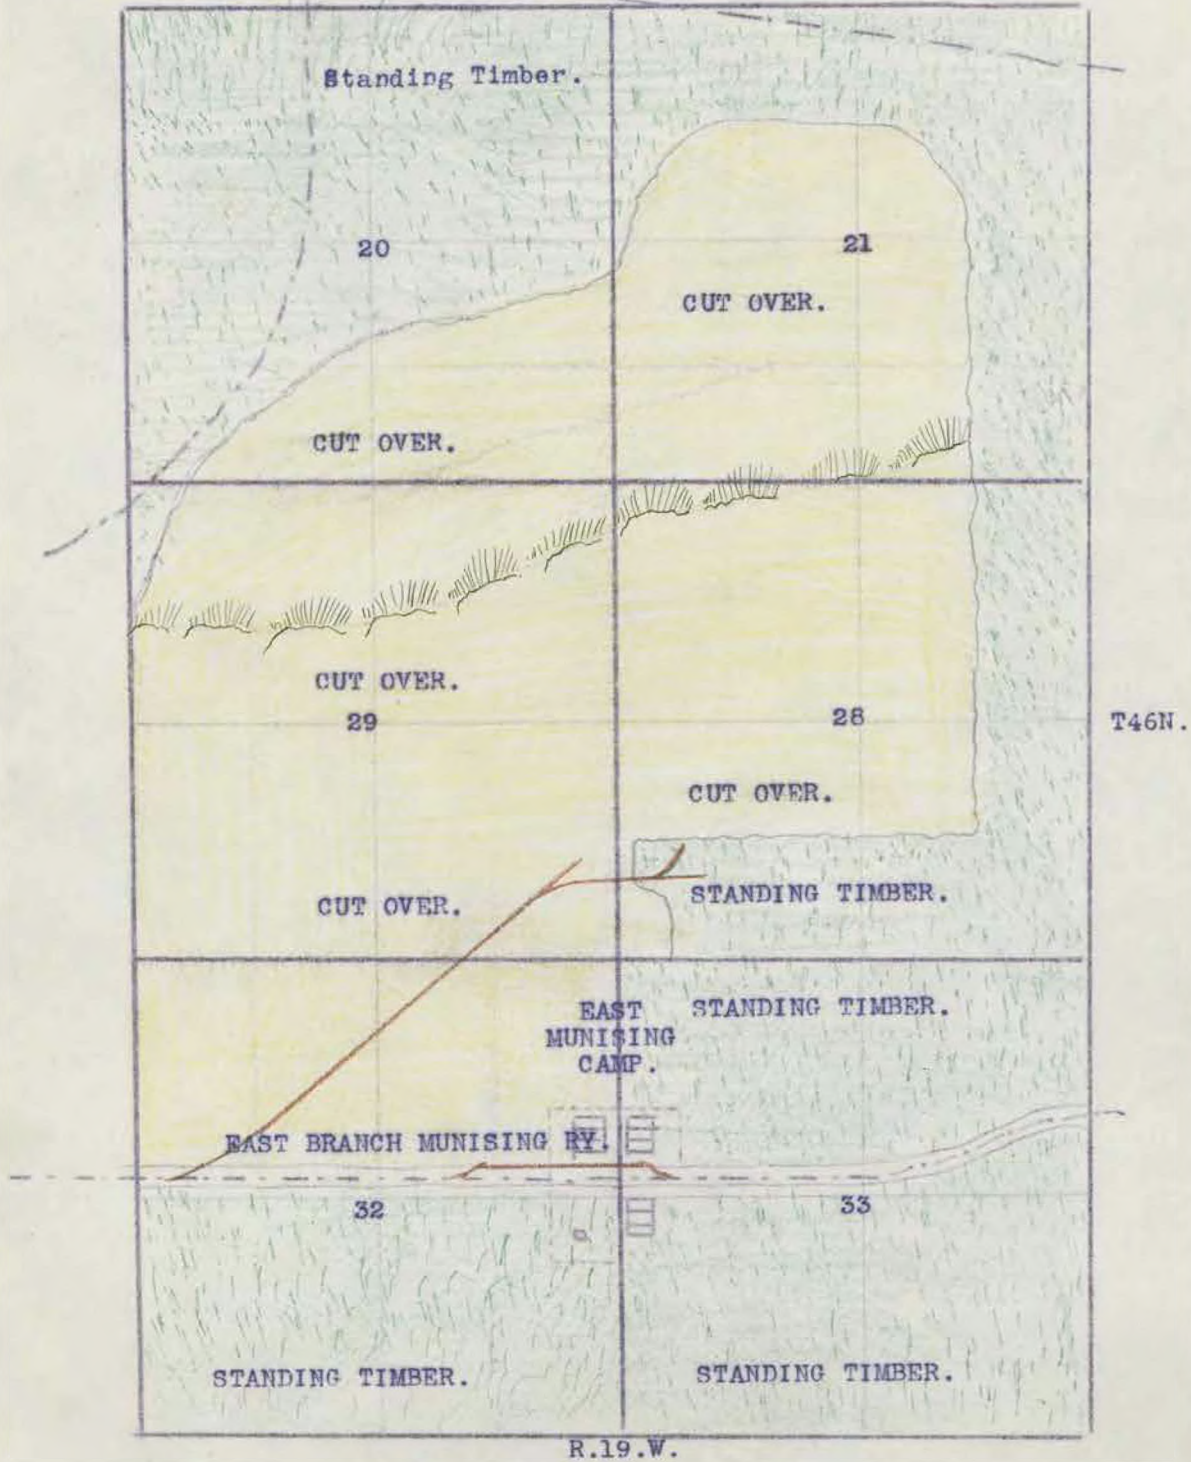 Standing Timber.
20
21
CUT OVER.
CUT OVER.
CUT OVER.
29
28
T46N.
CUT OVER.
CUT OVER.
STANDING TIMBER.
EAST
MUNISING
CAMP.
STANDING TIMBER.
EAST BRANCH MUNISING RY.
32
33
STANDING TIMBER.
STANDING TIMBER.
R.19.W.